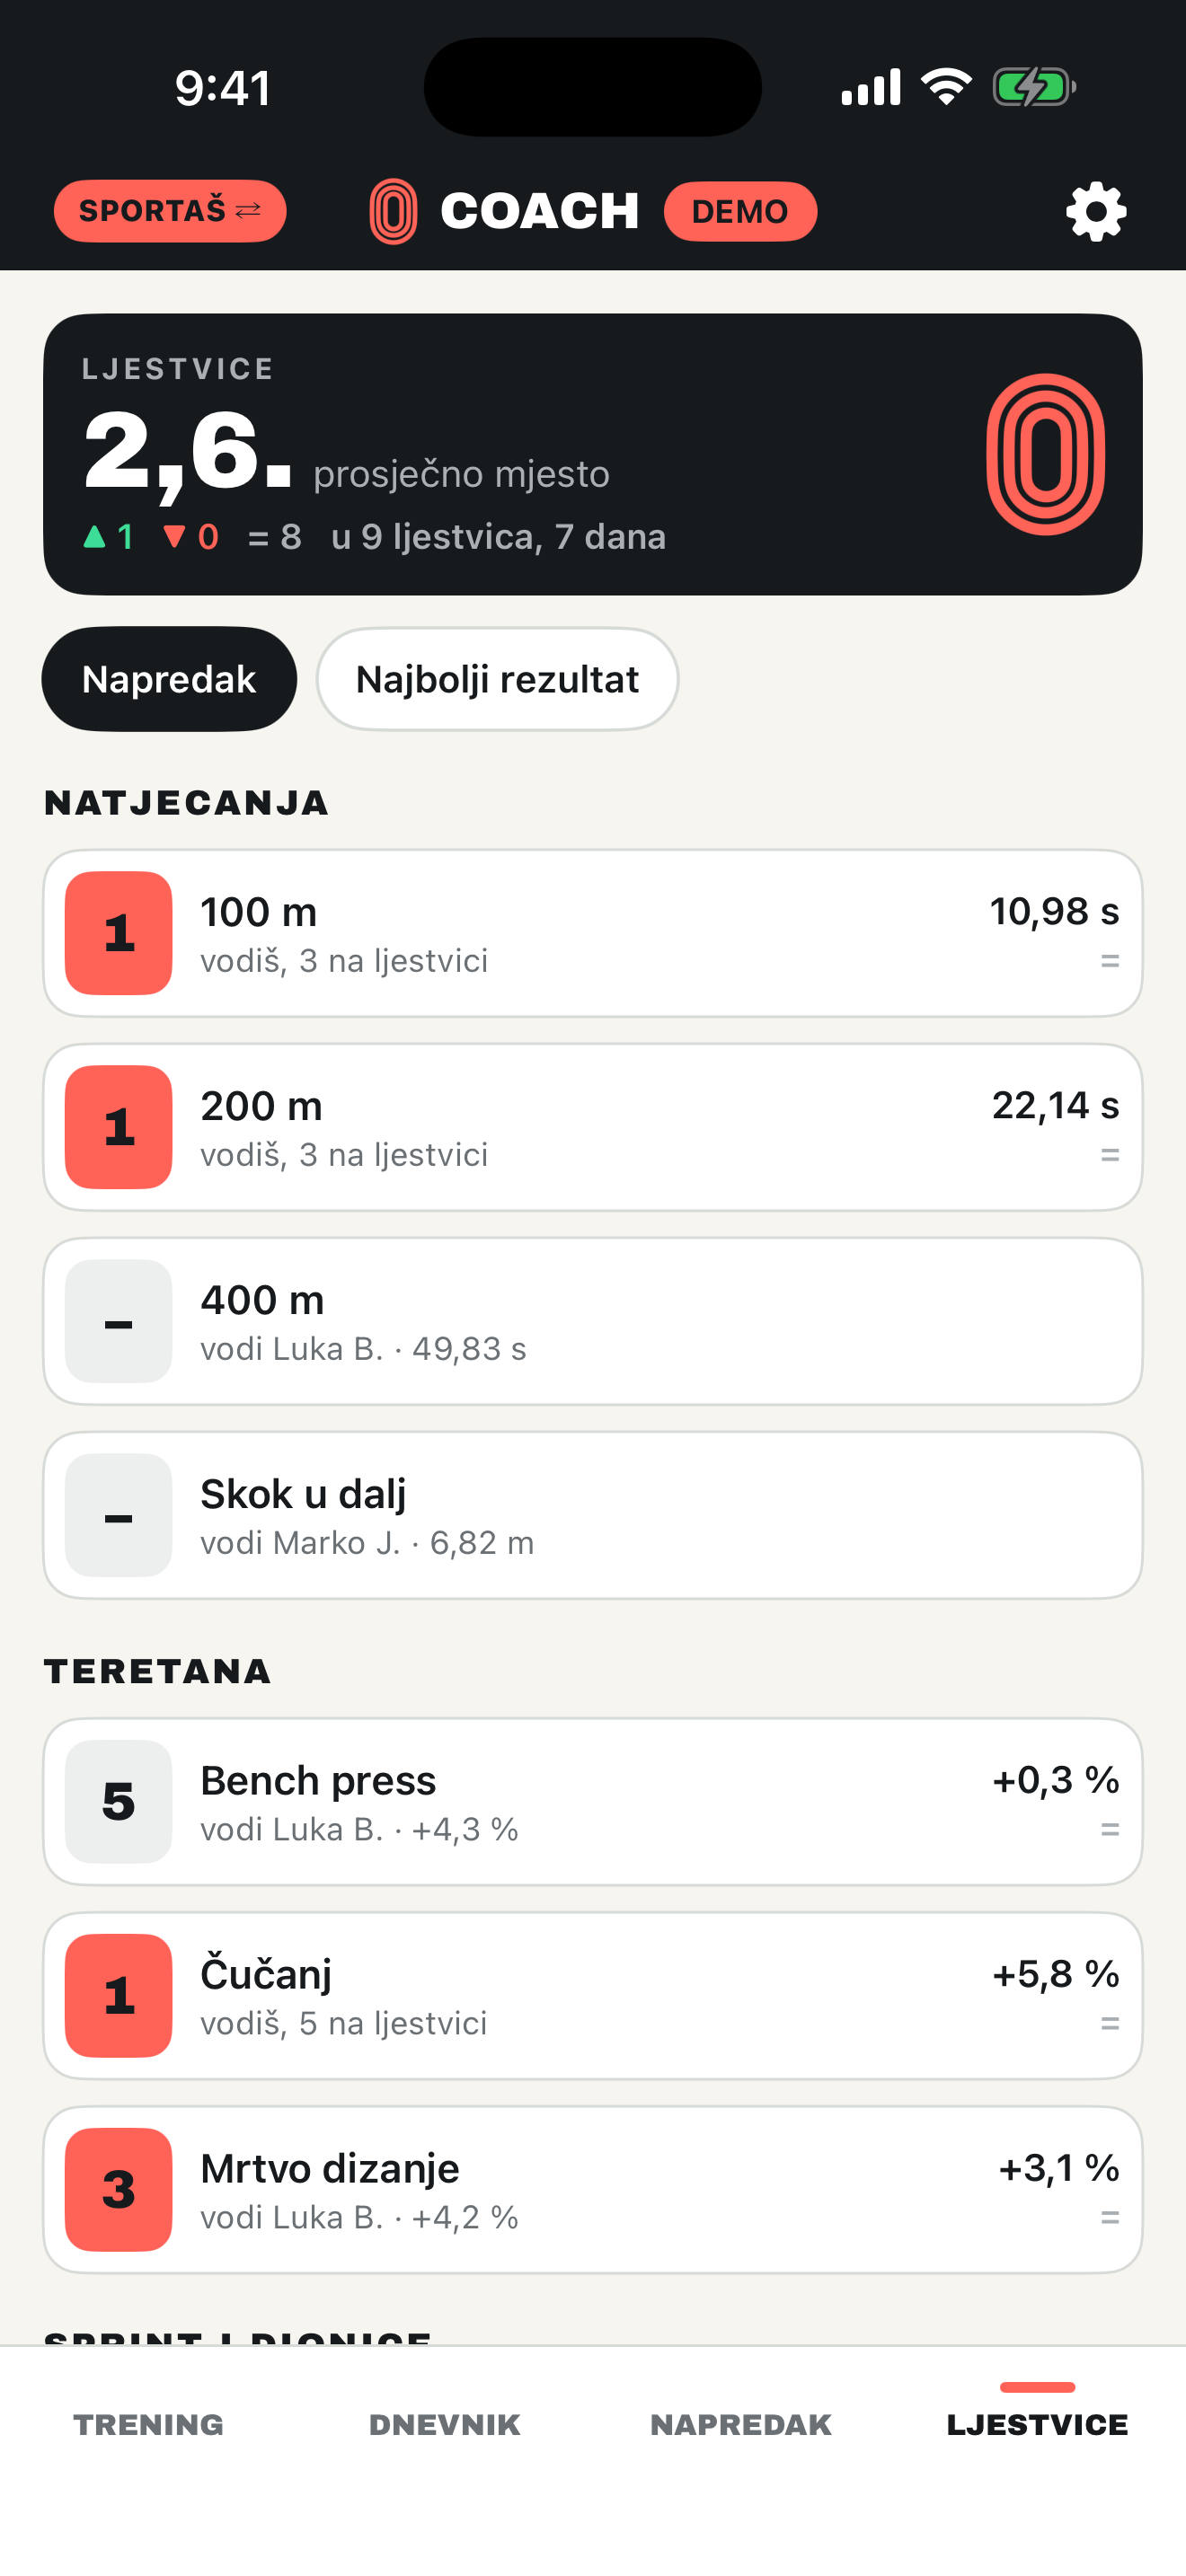 9:41
SPORTAŠ ⇄ COACH DEMO
LJESTVICE
2,6. prosječno mjesto
▲ 1 ▼ 0 = 8 u 9 ljestvica, 7 dana
Napredak Najbolji rezultat
NATJECANJA
1 100 m 10,98 s
vodiš, 3 na ljestvici =
1 200 m 22,14 s
vodiš, 3 na ljestvici =
– 400 m
vodi Luka B. · 49,83 s
– Skok u dalj
vodi Marko J. · 6,82 m
TERETANA
5 Bench press +0,3 %
vodi Luka B. · +4,3 % =
1 Čučanj +5,8 %
vodiš, 5 na ljestvici =
3 Mrtvo dizanje +3,1 %
vodi Luka B. · +4,2 % =
SPRINT I DIONICE
TRENING DNEVNIK NAPREDAK LJESTVICE